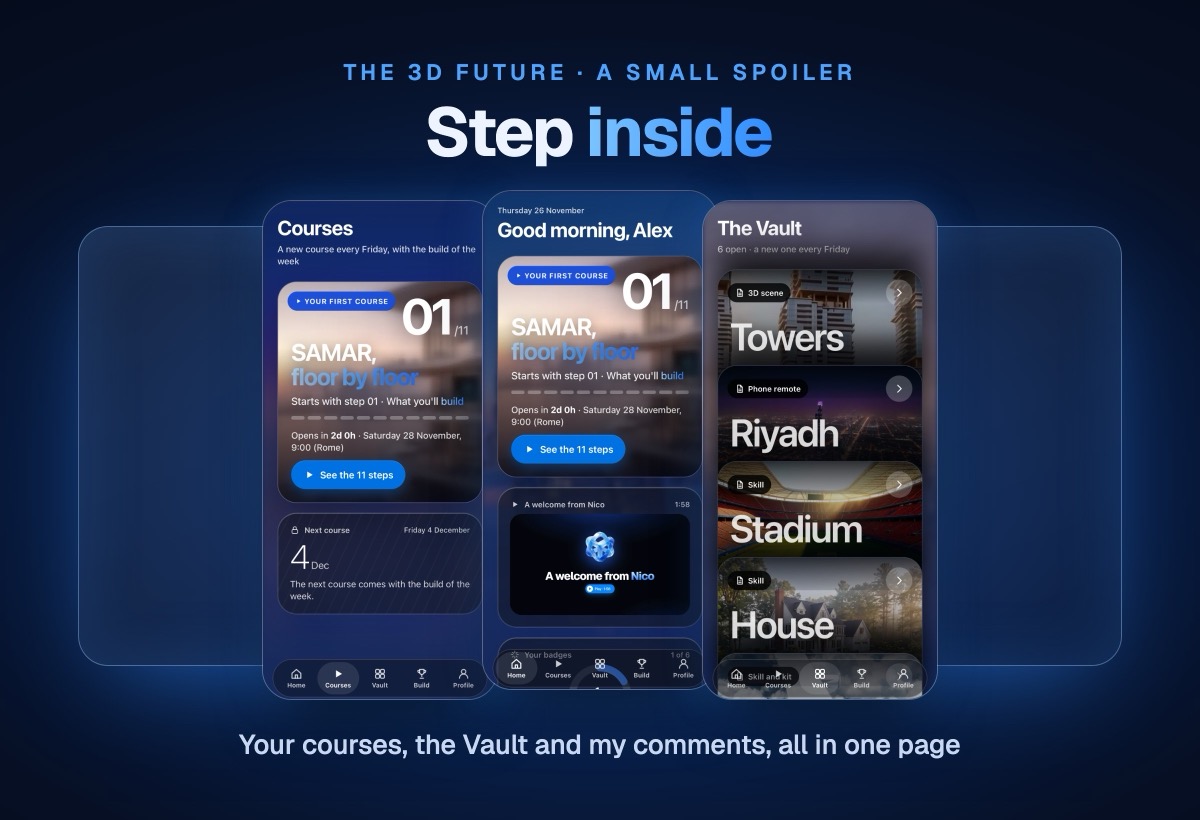 THE 3D FUTURE · A SMALL SPOILER
Step inside
Courses
A new course every Friday, with the build of the
week
YOUR FIRST COURSE
01/11
SAMAR,
floor by floor
Starts with step 01 · What you'll build
Opens in 2d 0h · Saturday 28 November,
9:00 (Rome)
See the 11 steps
Next course
Friday 4 December
4 Dec
The next course comes with the build of the
week.
Home
Courses
Vault
Build
Profile
Thursday 26 November
Good morning, Alex
YOUR FIRST COURSE
01/11
SAMAR,
floor by floor
Starts with step 01 · What you'll build
Opens in 2d 0h · Saturday 28 November,
9:00 (Rome)
See the 11 steps
A welcome from Nico
1:58
A welcome from Nico
Your badges
1 of 6
Home
Courses
Vault
Build
Profile
The Vault
6 open · a new one every Friday
3D scene
Towers
Phone remote
Riyadh
Skill
Stadium
Skill
House
Skill and kit
Home
Courses
Vault
Build
Profile
Your courses, the Vault and my comments, all in one page